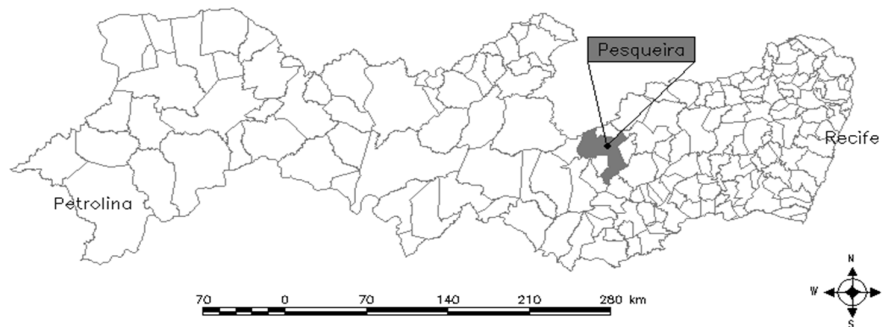 Pesqueira
Recife
Petrolina
70 0 70 140 210 280 km
N
W
S